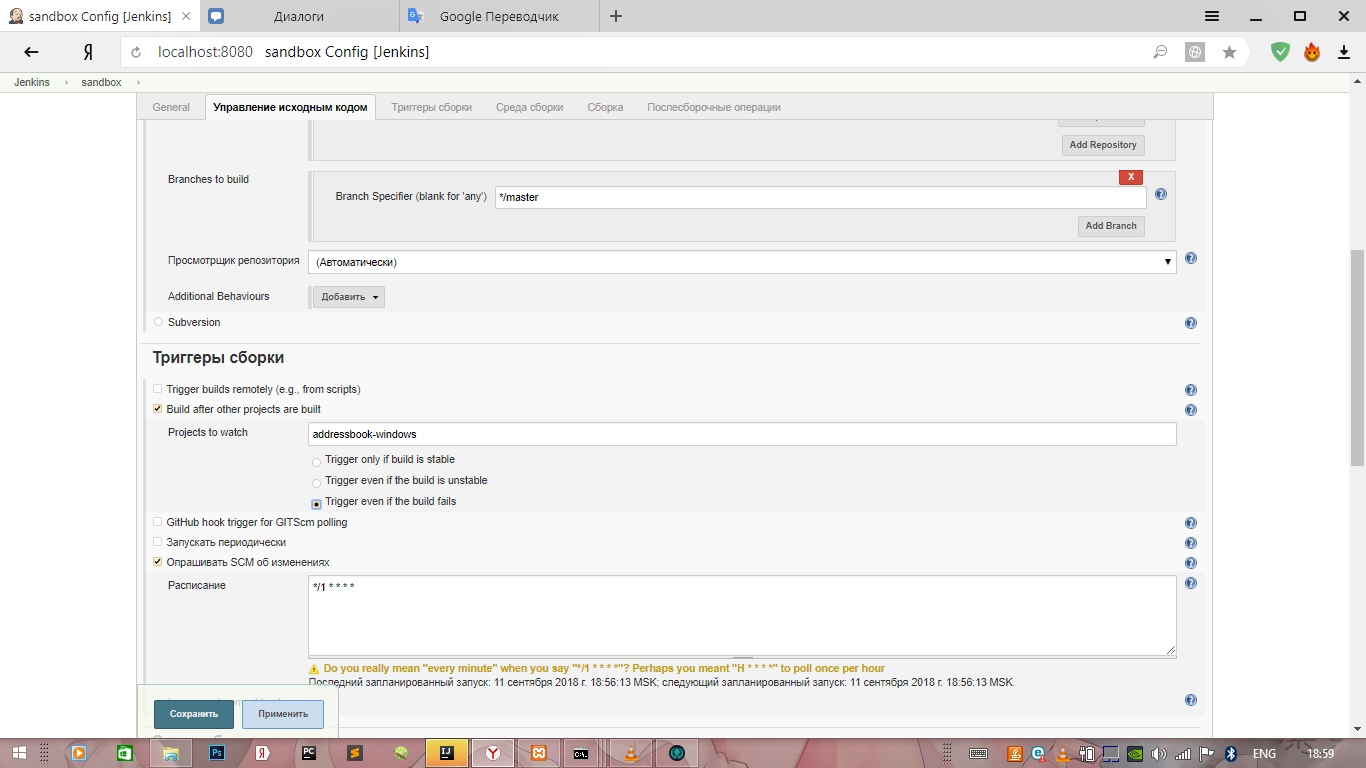 sandbox Config [Jenkins]
Диалоги
Google Переводчик
Я localhost:8080 sandbox Config [Jenkins]
Jenkins sandbox
General Управление исходным кодом Триггеры сборки Среда сборки Сборка Послесборочные операции
Add Repository
Branches to build
X
Branch Specifier (blank for 'any') */master
Add Branch
Просмотрщик репозитория (Автоматически)
Additional Behaviours Добавить
Subversion
Триггеры сборки
Trigger builds remotely (e.g., from scripts)
Build after other projects are built
Projects to watch addressbook-windows
Trigger only if build is stable
Trigger even if the build is unstable
Trigger even if the build fails
GitHub hook trigger for GITScm polling
Запускать периодически
Опрашивать SCM об изменениях
Расписание */1 * * * *
Do you really mean "every minute" when you say "*/1 * * * *"? Perhaps you meant "H * * * *" to poll once per hour
Последний запланированный запуск: 11 сентября 2018 г. 18:56:13 MSK; следующий запланированный запуск: 11 сентября 2018 г. 18:56:13 MSK.
Сохранить Применить
Ps Я PC IJ Y C:\. ENG 18:59